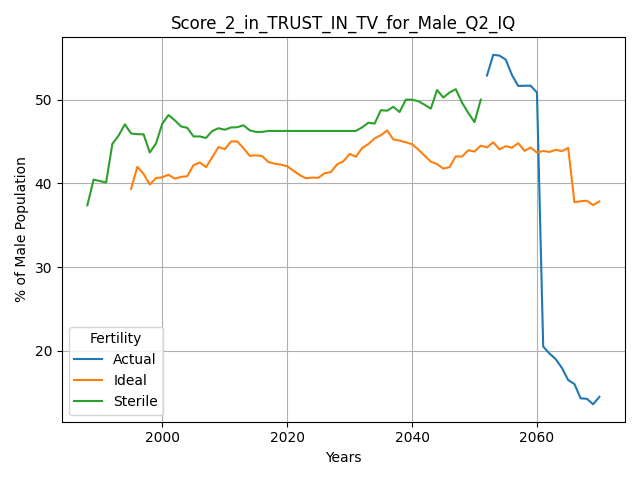 Score_2_in_TRUST_IN_TV_for_Male_Q2_IQ
% of Male Population
50
40
30
20
Fertility
Actual
Ideal
Sterile
2000
2020
2040
2060
Years